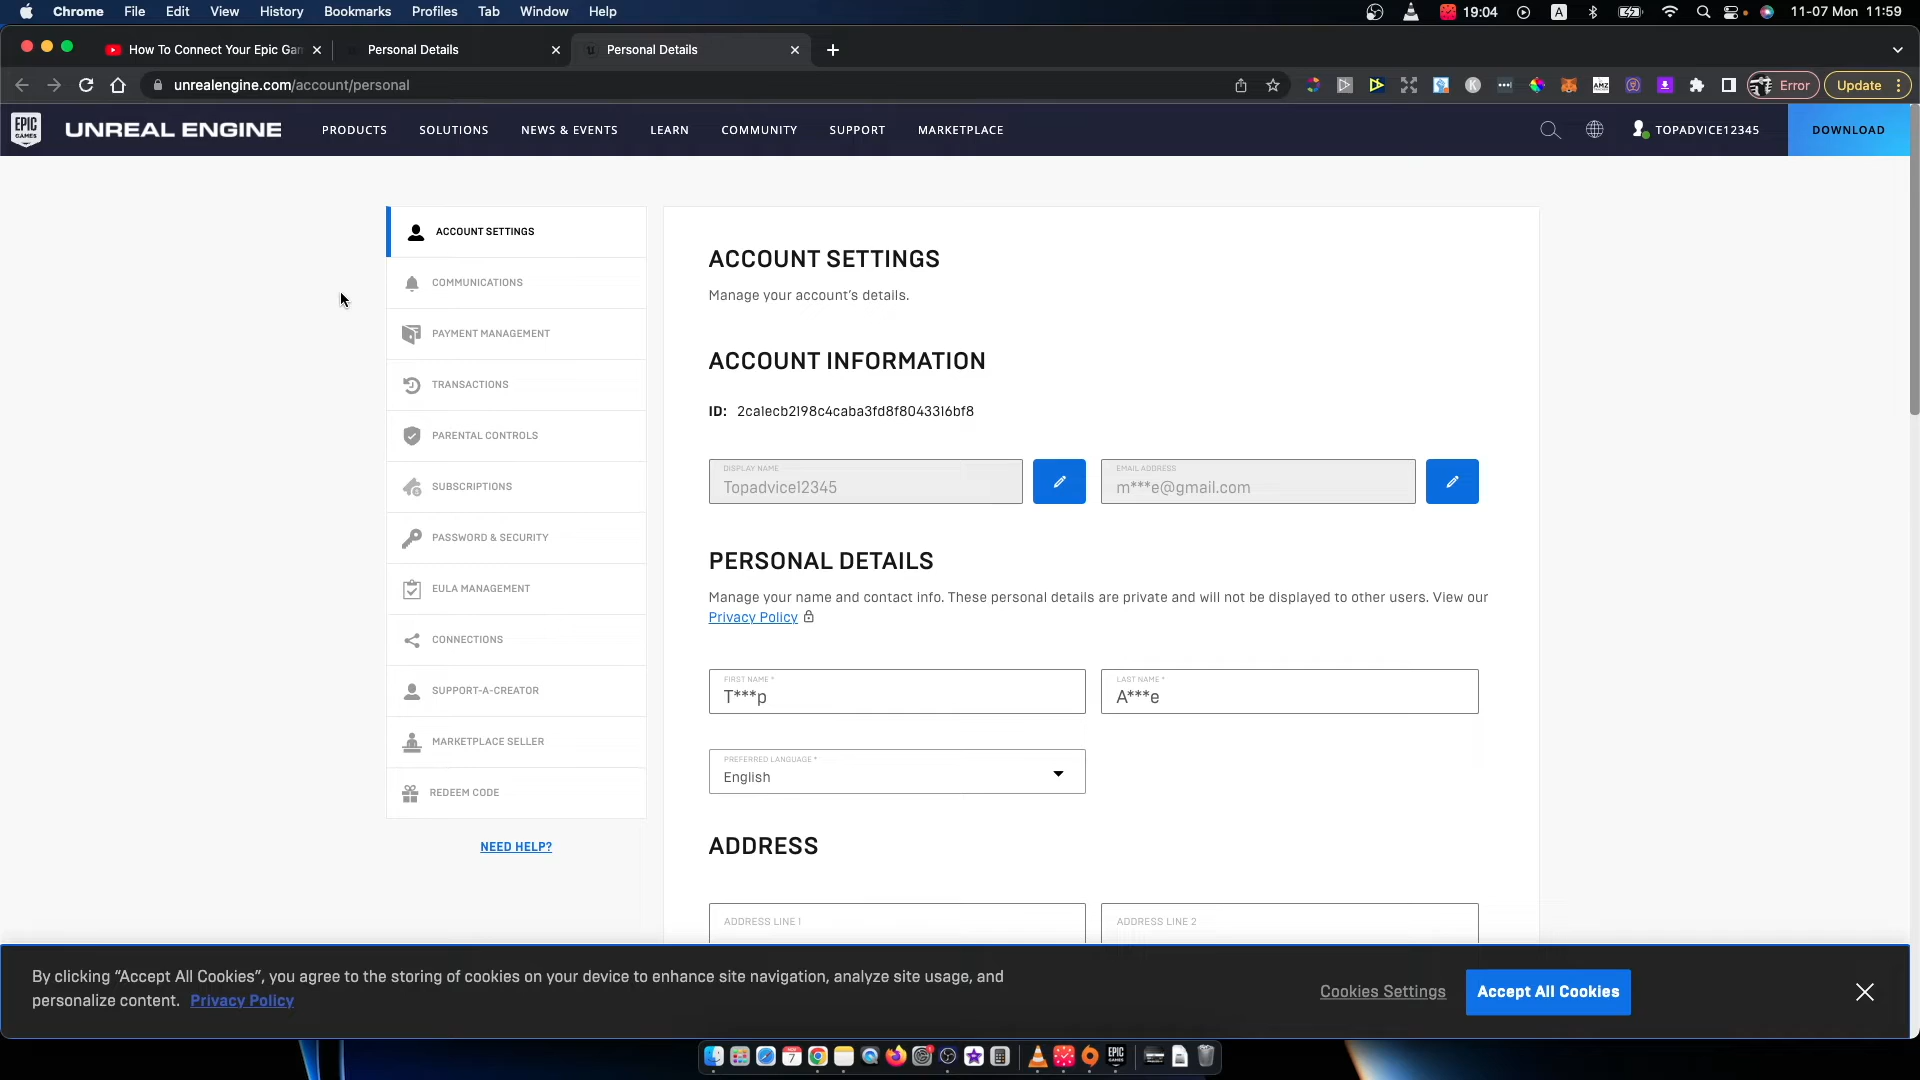 Chrome File Edit View History Bookmarks Profiles Tab Window Help 19:04 A 11-07 Mon 11:59
How To Connect Your Epic Gam Personal Details Personal Details
unrealengine.com/account/personal Error Update
EPIC GAMES UNREAL ENGINE PRODUCTS SOLUTIONS NEWS & EVENTS LEARN COMMUNITY SUPPORT MARKETPLACE TOPADVICE12345 DOWNLOAD
ACCOUNT SETTINGS
COMMUNICATIONS
PAYMENT MANAGEMENT
TRANSACTIONS
PARENTAL CONTROLS
SUBSCRIPTIONS
PASSWORD & SECURITY
EULA MANAGEMENT
CONNECTIONS
SUPPORT-A-CREATOR
MARKETPLACE SELLER
REDEEM CODE
NEED HELP?
ACCOUNT SETTINGS
Manage your account's details.
ACCOUNT INFORMATION
ID: 2ca1ecb2198c4caba3fd8f8043316bf8
DISPLAY NAME EMAIL ADDRESS
Topadvice12345 m***e@gmail.com
PERSONAL DETAILS
Manage your name and contact info. These personal details are private and will not be displayed to other users. View our
Privacy Policy
FIRST NAME * LAST NAME *
T***p A***e
PREFERRED LANGUAGE *
English
ADDRESS
ADDRESS LINE 1 ADDRESS LINE 2
By clicking “Accept All Cookies”, you agree to the storing of cookies on your device to enhance site navigation, analyze site usage, and
personalize content. Privacy Policy
Cookies Settings Accept All Cookies